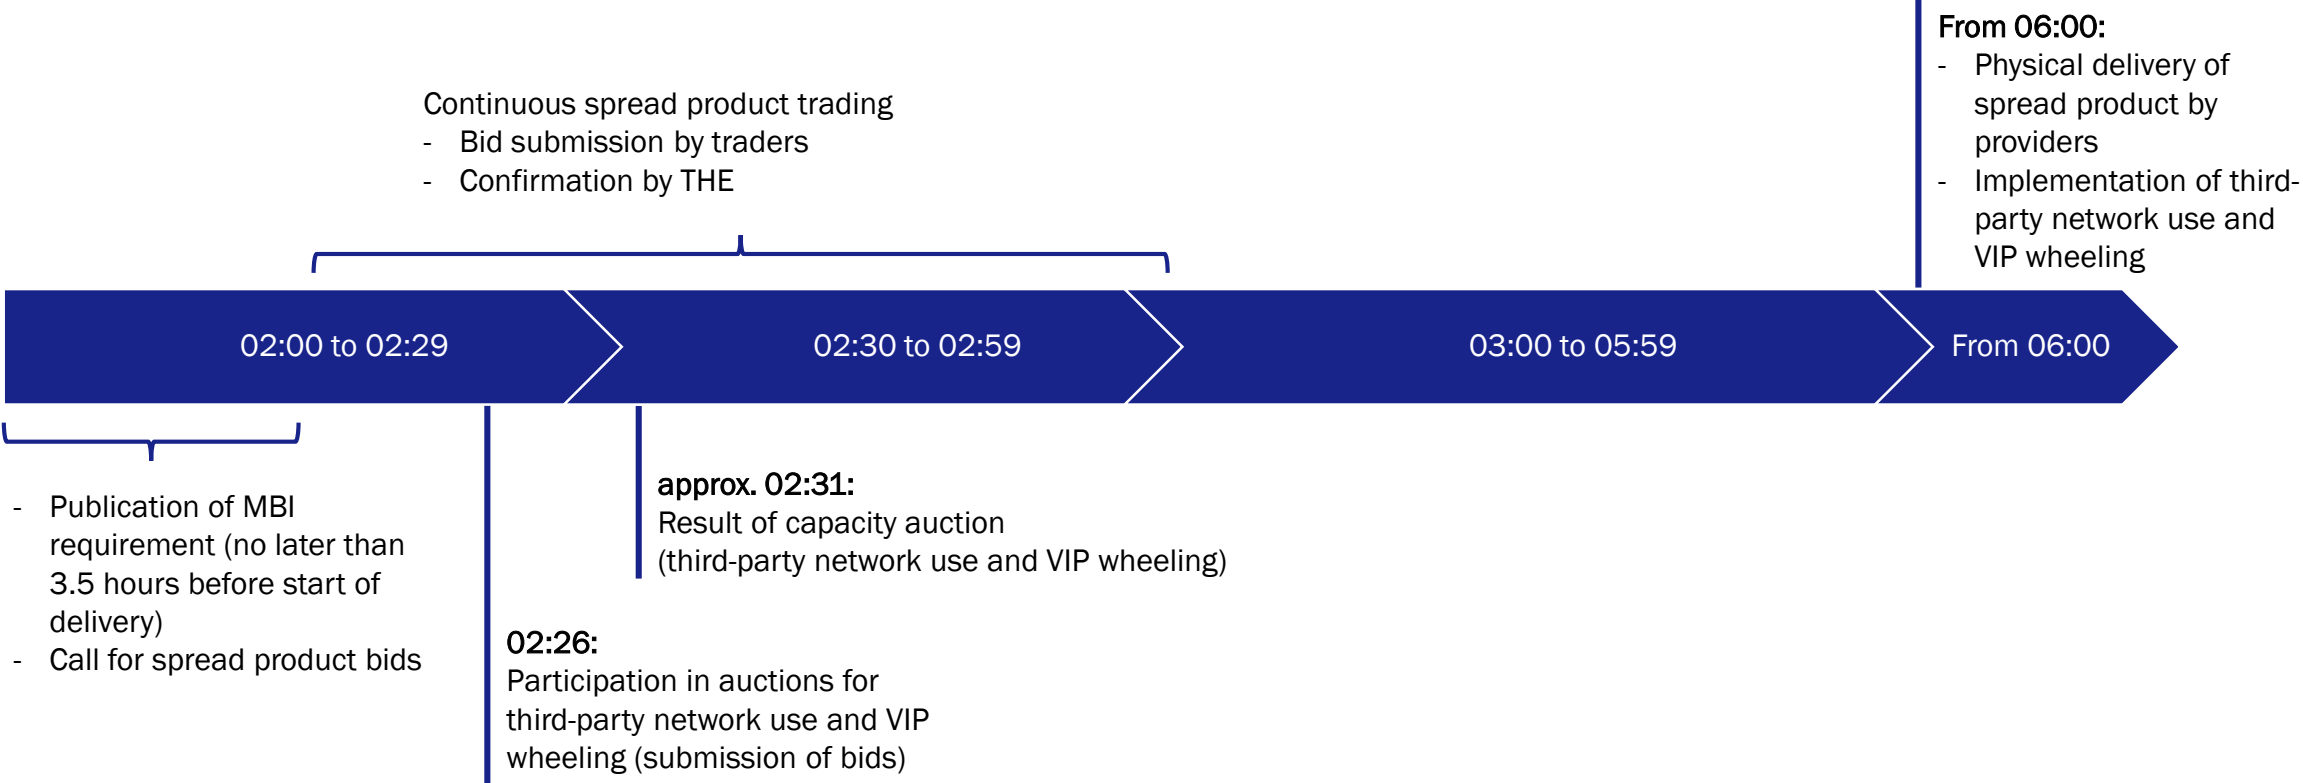 From 06:00:
- Physical delivery of
spread product by
providers
- Implementation of third-
party network use and
VIP wheeling
Continuous spread product trading
- Bid submission by traders
- Confirmation by THE
02:00 to 02:29
02:30 to 02:59
03:00 to 05:59
From 06:00
- Publication of MBI
requirement (no later than
3.5 hours before start of
delivery)
- Call for spread product bids
approx. 02:31:
Result of capacity auction
(third-party network use and VIP wheeling)
02:26:
Participation in auctions for
third-party network use and VIP
wheeling (submission of bids)